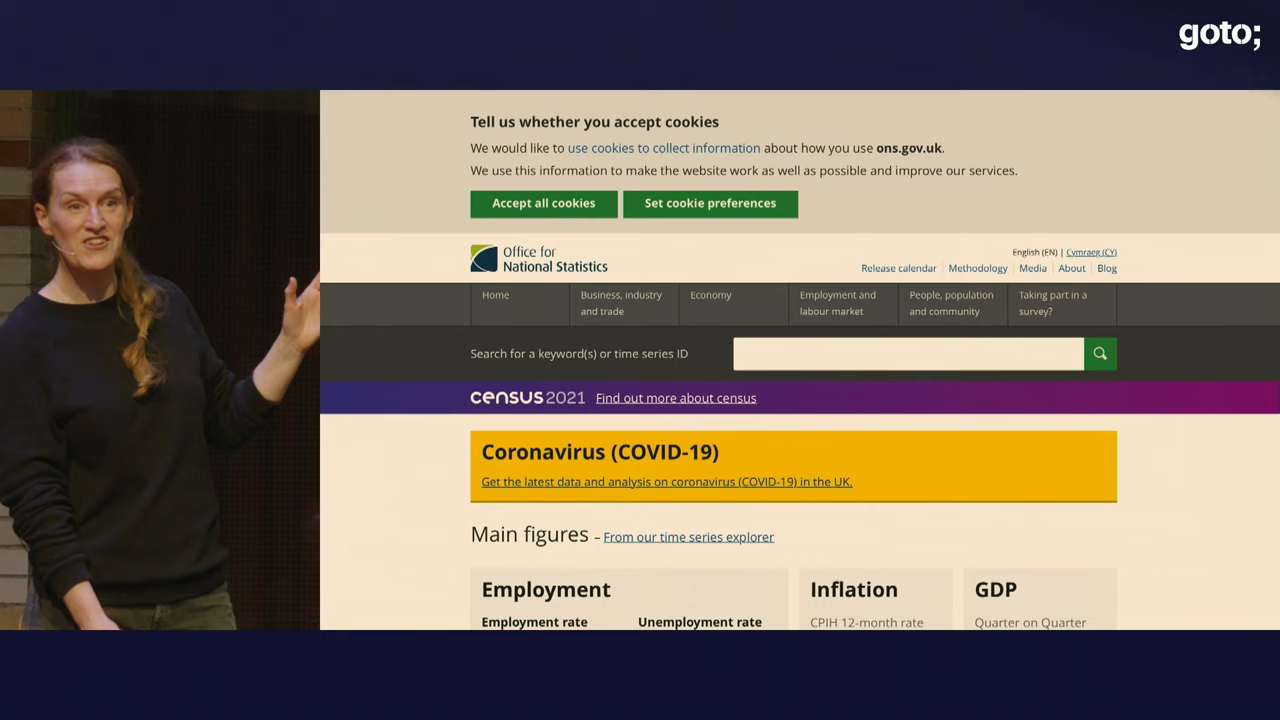 goto;
Tell us whether you accept cookies
We would like to use cookies to collect information about how you use ons.gov.uk.
We use this information to make the website work as well as possible and improve our services.
Accept all cookies
Set cookie preferences
Office for
National Statistics
English (EN) | Cymraeg (CY)
Release calendar
Methodology
Media
About
Blog
Home
Business, industry
and trade
Economy
Employment and
labour market
People, population
and community
Taking part in a
survey?
Search for a keyword(s) or time series ID
census 2021 Find out more about census
Coronavirus (COVID-19)
Get the latest data and analysis on coronavirus (COVID-19) in the UK.
Main figures – From our time series explorer
Employment
Employment rate
Unemployment rate
Inflation
CPIH 12-month rate
GDP
Quarter on Quarter